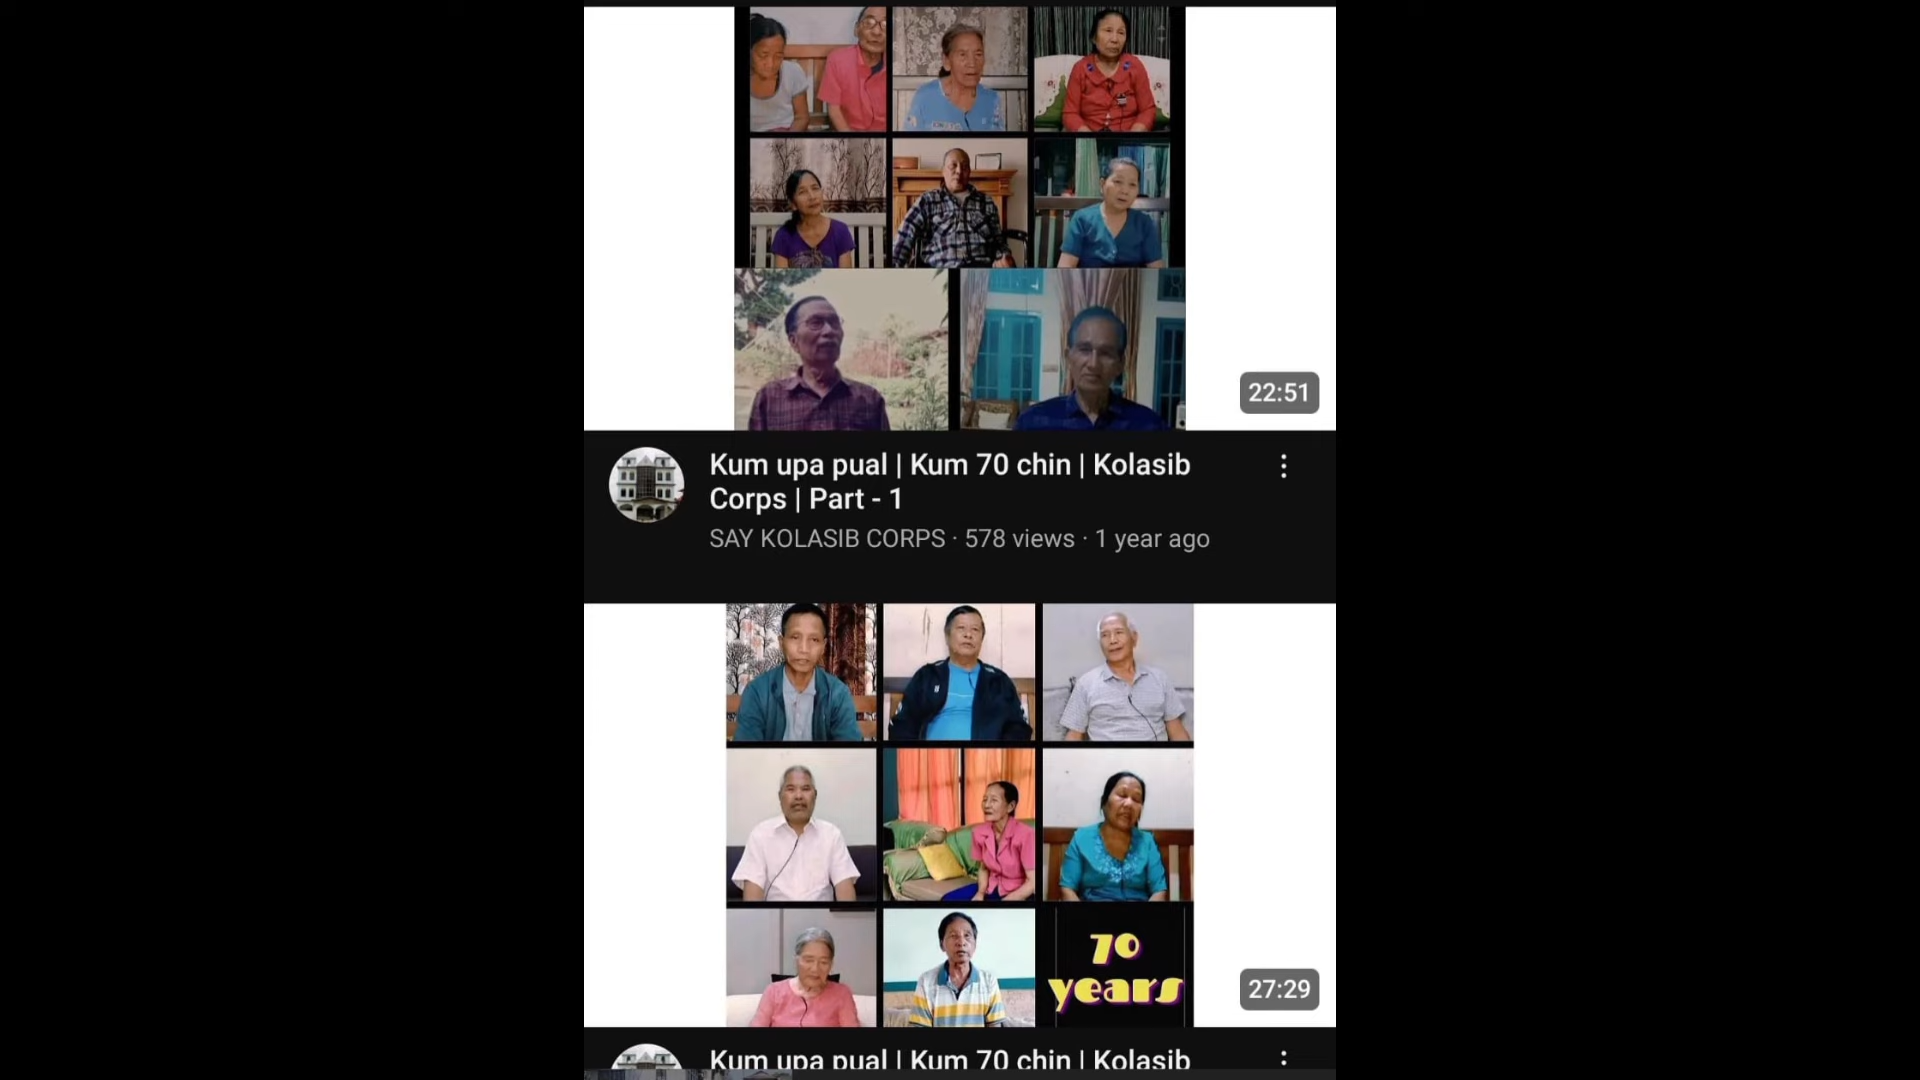 22:51
Kum upa pual | Kum 70 chin | Kolasib
Corps | Part - 1
SAY KOLASIB CORPS · 578 views · 1 year ago
70
years
27:29
Kum upa pual | Kum 70 chin | Kolasib